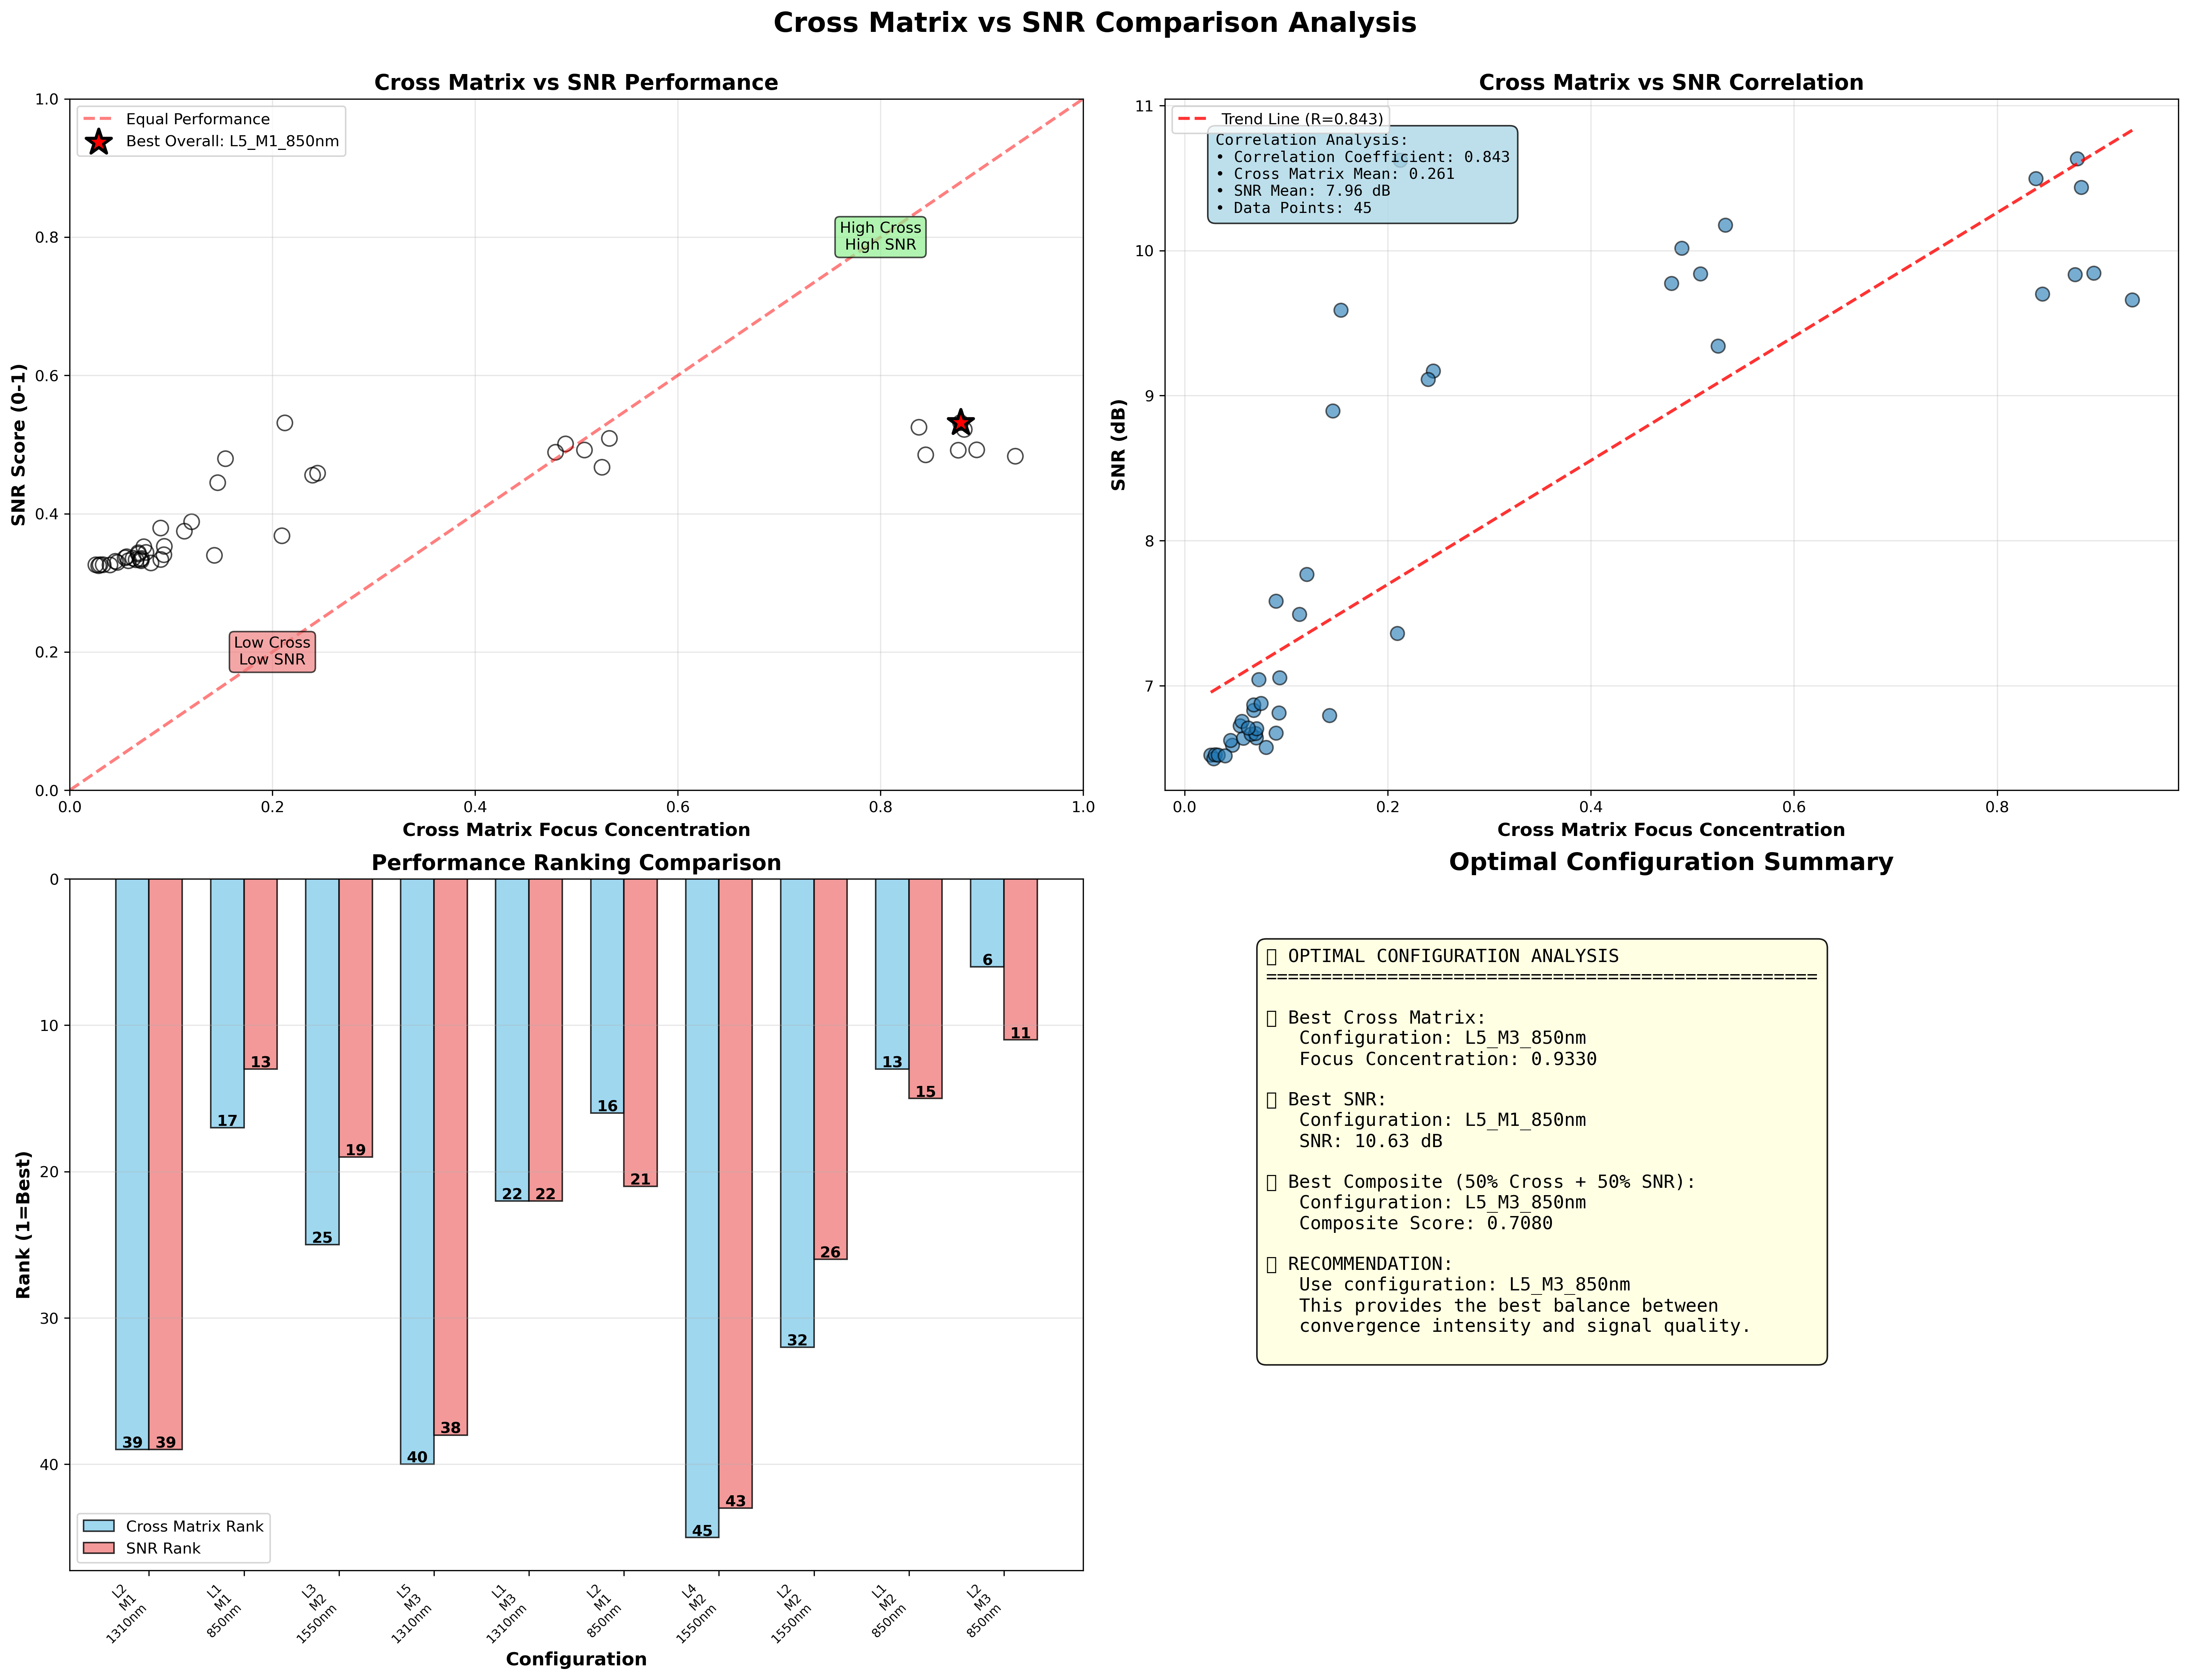 Cross Matrix vs SNR Comparison Analysis
Cross Matrix vs SNR Performance
SNR Score (0-1)
1.0
0.8
0.6
0.4
0.2
0.0
Equal Performance
Best Overall: L5_M1_850nm
High Cross
High SNR
Low Cross
Low SNR
0.0 0.2 0.4 0.6 0.8 1.0
Cross Matrix Focus Concentration
Cross Matrix vs SNR Correlation
SNR (dB)
11
10
9
8
7
Trend Line (R=0.843)
Correlation Analysis:
• Correlation Coefficient: 0.843
• Cross Matrix Mean: 0.261
• SNR Mean: 7.96 dB
• Data Points: 45
0.0 0.2 0.4 0.6 0.8
Cross Matrix Focus Concentration
Performance Ranking Comparison
Rank (1=Best)
0
10
20
30
40
39 39
17 13
25 19
40 38
22 22
16 21
45 43
32 26
13 15
6 11
Cross Matrix Rank
SNR Rank
L2
M1
1310nm
L1
M1
850nm
L3
M2
1550nm
L5
M3
1310nm
L1
M3
1310nm
L2
M1
850nm
L4
M2
1550nm
L2
M2
1550nm
L1
M2
850nm
L2
M3
850nm
Configuration
Optimal Configuration Summary
OPTIMAL CONFIGURATION ANALYSIS
==================================================
Best Cross Matrix:
Configuration: L5_M3_850nm
Focus Concentration: 0.9330
Best SNR:
Configuration: L5_M1_850nm
SNR: 10.63 dB
Best Composite (50% Cross + 50% SNR):
Configuration: L5_M3_850nm
Composite Score: 0.7080
RECOMMENDATION:
Use configuration: L5_M3_850nm
This provides the best balance between
convergence intensity and signal quality.